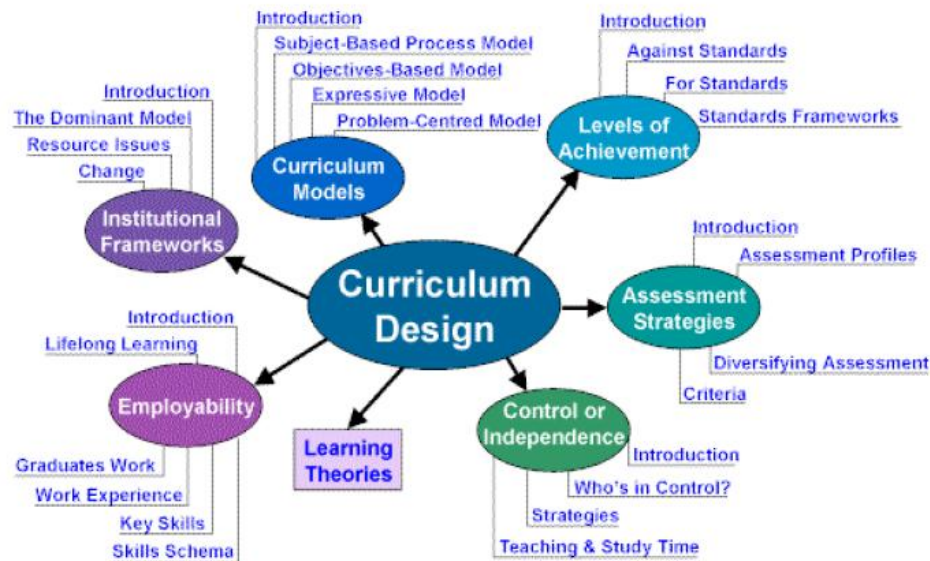 Introduction
Subject-Based Process Model
Objectives-Based Model
Expressive Model
Problem-Centred Model
Curriculum
Models
Introduction
Against Standards
For Standards
Standards Frameworks
Levels of
Achievement
Introduction
The Dominant Model
Resource Issues
Change
Institutional
Frameworks
Curriculum
Design
Introduction
Assessment Profiles
Assessment
Strategies
Diversifying Assessment
Criteria
Introduction
Lifelong Learning
Employability
Graduates Work
Work Experience
Key Skills
Skills Schema
Learning
Theories
Control or
Independence
Introduction
Who's in Control?
Strategies
Teaching & Study Time